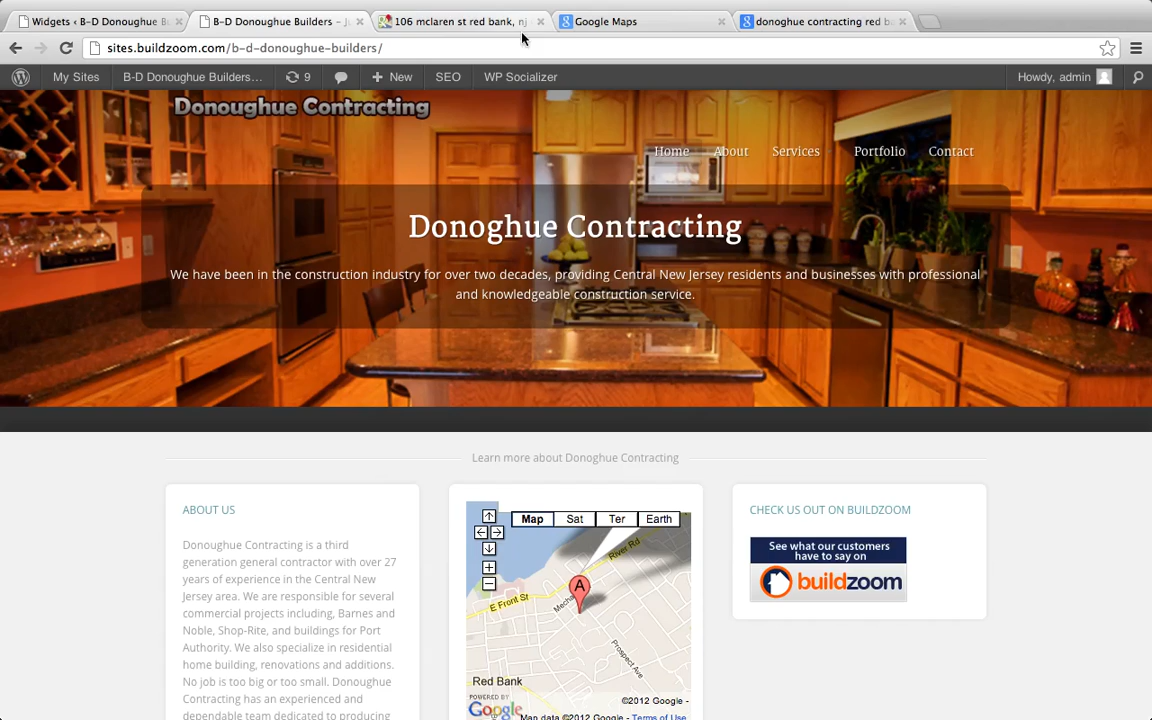 Widgets ‹ B-D Donoughue B
B-D Donoughue Builders – J
106 mclaren st red bank, nj
Google Maps
donoghue contracting red b
sites.buildzoom.com/b-d-donoughue-builders/
My Sites
B-D Donoughue Builders…
9
New
SEO
WP Socializer
Howdy, admin
Donoughue Contracting
Home
About
Services
Portfolio
Contact
Donoghue Contracting
We have been in the construction industry for over two decades, providing Central New Jersey residents and businesses with professional
and knowledgeable construction service.
Learn more about Donoghue Contracting
ABOUT US
Donoughue Contracting is a third
generation general contractor with over 27
years of experience in the Central New
Jersey area. We are responsible for several
commercial projects including, Barnes and
Noble, Shop-Rite, and buildings for Port
Authority. We also specialize in residential
home building, renovations and additions.
No job is too big or too small. Donoughue
Contracting has an experienced and
dependable team dedicated to producing
Map
Sat
Ter
Earth
River Rd
A
E Front St
Mecha
Prospect Ave
Red Bank
POWERED BY
Google
©2012 Google -
Map data ©2012 Google - Terms of Use
CHECK US OUT ON BUILDZOOM
See what our customers
have to say on
buildzoom